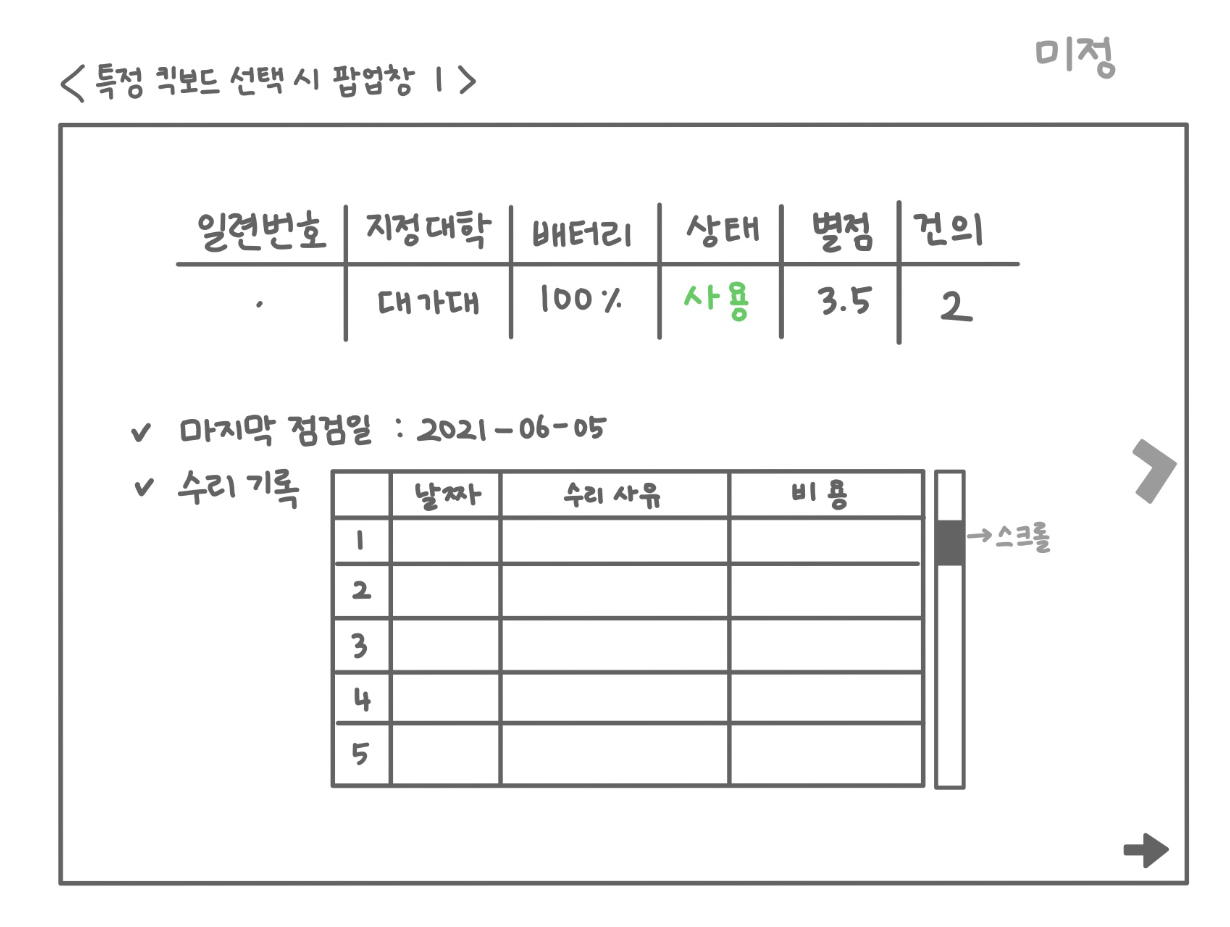 미정
< 특정 킥보드 선택 시 팝업창 1 >
일련번호 지정대학 배터리 상태 별점 건의
· 대가대 100% 사용 3.5 2
✓ 마지막 점검일 : 2021-06-05
✓ 수리 기록
날짜 수리 사유 비용
1
→ 스크롤
2
3
4
5